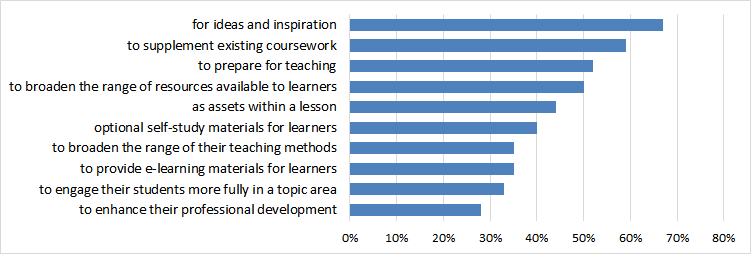 for ideas and inspiration
to supplement existing coursework
to prepare for teaching
to broaden the range of resources available to learners
as assets within a lesson
optional self-study materials for learners
to broaden the range of their teaching methods
to provide e-learning materials for learners
to engage their students more fully in a topic area
to enhance their professional development
0% 10% 20% 30% 40% 50% 60% 70% 80%